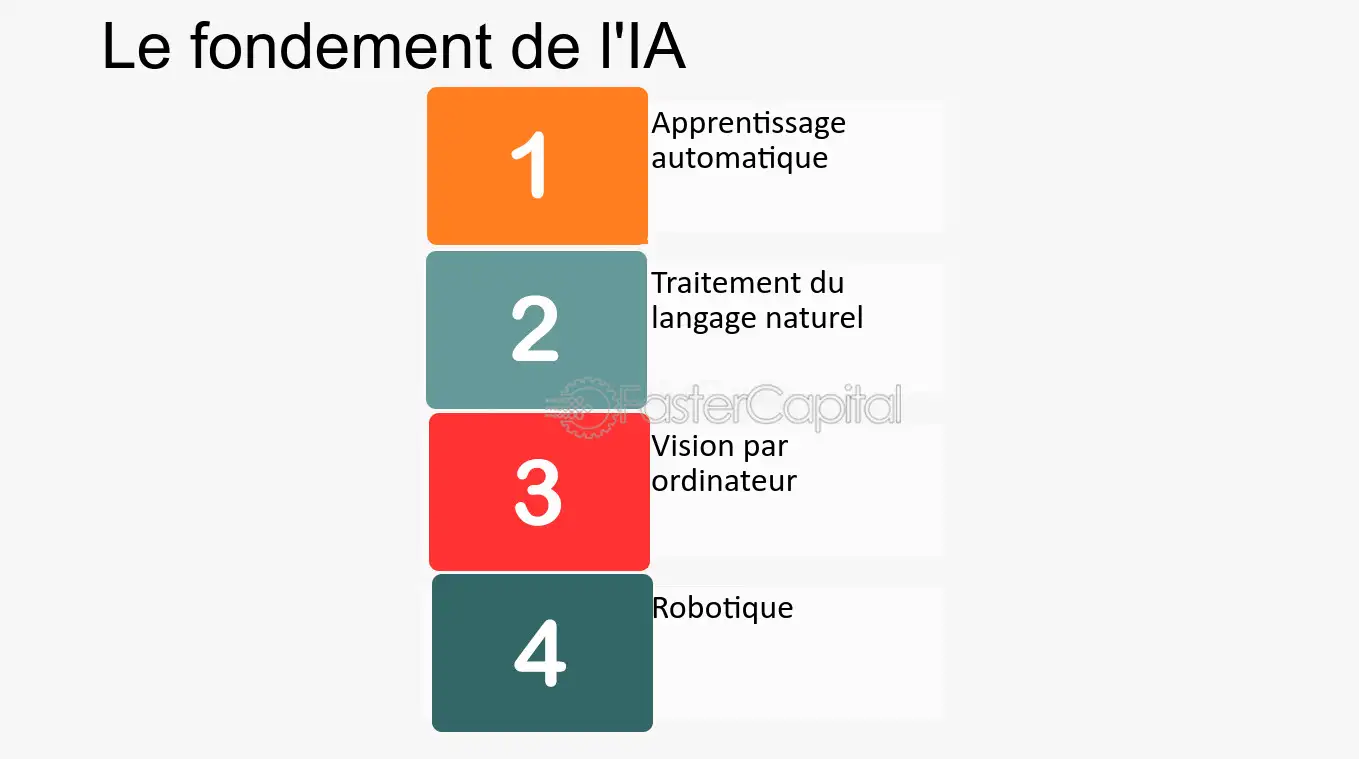 Le fondement de l'IA
1
Apprentissage
automatique
2
Traitement du
langage naturel
FasterCapital
3
Vision par
ordinateur
4
Robotique